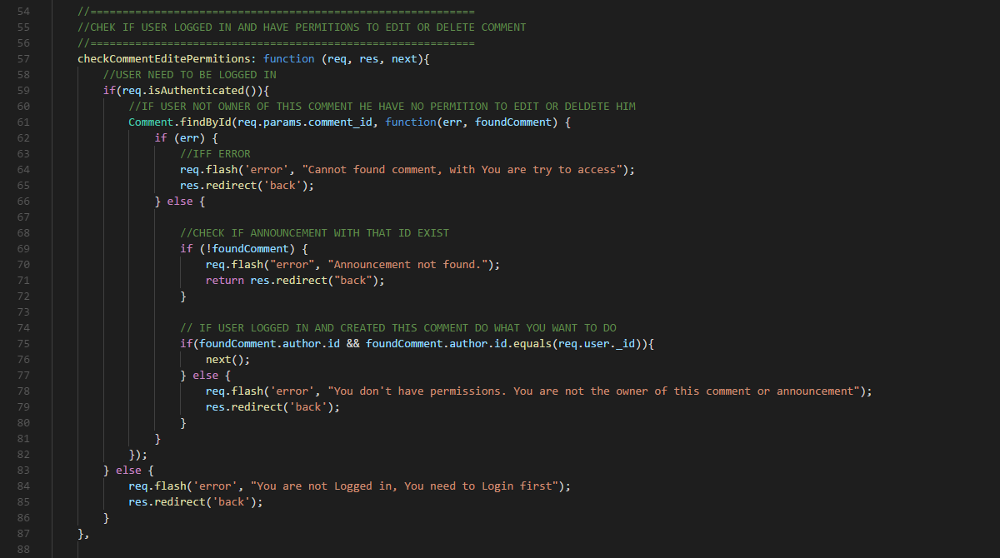 54 //============================================================
55 //CHEK IF USER LOGGED IN AND HAVE PERMITIONS TO EDIT OR DELETE COMMENT
56 //============================================================
57 checkCommentEditePermitions: function (req, res, next){
58 //USER NEED TO BE LOGGED IN
59 if(req.isAuthenticated()){
60 //IF USER NOT OWNER OF THIS COMMENT HE HAVE NO PERMITION TO EDIT OR DELDETE HIM
61 Comment.findById(req.params.comment_id, function(err, foundComment) {
62 if (err) {
63 //IFF ERROR
64 req.flash('error', "Cannot found comment, with You are try to access");
65 res.redirect('back');
66 } else {
67
68 //CHECK IF ANNOUNCEMENT WITH THAT ID EXIST
69 if (!foundComment) {
70 req.flash("error", "Announcement not found.");
71 return res.redirect("back");
72 }
73
74 // IF USER LOGGED IN AND CREATED THIS COMMENT DO WHAT YOU WANT TO DO
75 if(foundComment.author.id && foundComment.author.id.equals(req.user._id)){
76 next();
77 } else {
78 req.flash('error', "You don't have permissions. You are not the owner of this comment or announcement");
79 res.redirect('back');
80 }
81 }
82 });
83 } else {
84 req.flash('error', "You are not Logged in, You need to Login first");
85 res.redirect('back');
86 }
87 },
88